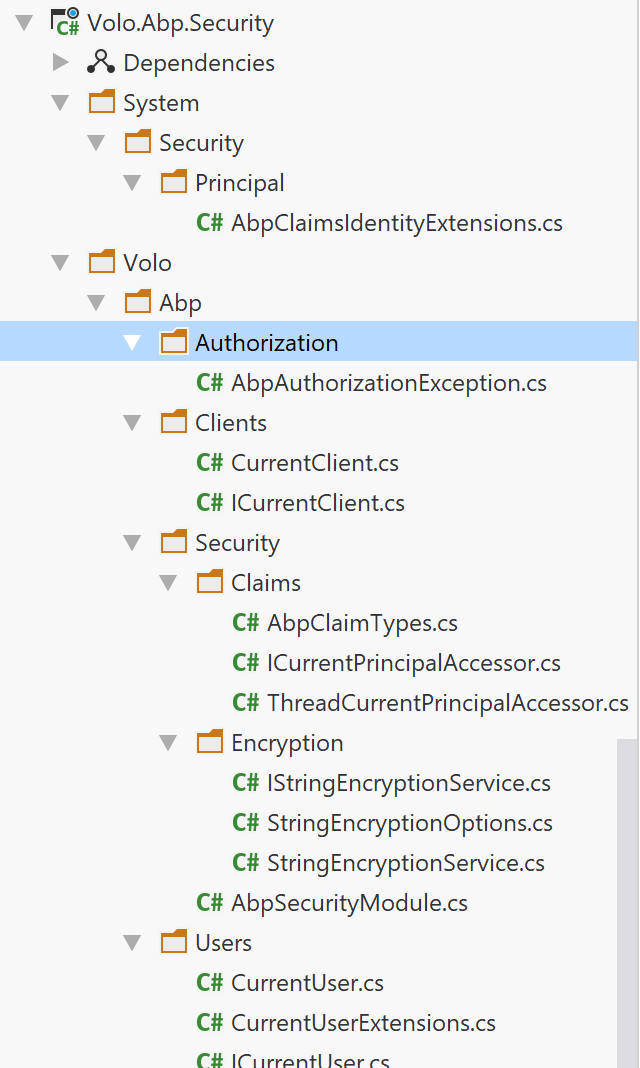 Volo.Abp.Security
Dependencies
System
Security
Principal
C# AbpClaimsIdentityExtensions.cs
Volo
Abp
Authorization
C# AbpAuthorizationException.cs
Clients
C# CurrentClient.cs
C# ICurrentClient.cs
Security
Claims
C# AbpClaimTypes.cs
C# ICurrentPrincipalAccessor.cs
C# ThreadCurrentPrincipalAccessor.cs
Encryption
C# IStringEncryptionService.cs
C# StringEncryptionOptions.cs
C# StringEncryptionService.cs
C# AbpSecurityModule.cs
Users
C# CurrentUser.cs
C# CurrentUserExtensions.cs
C# ICurrentUser.cs